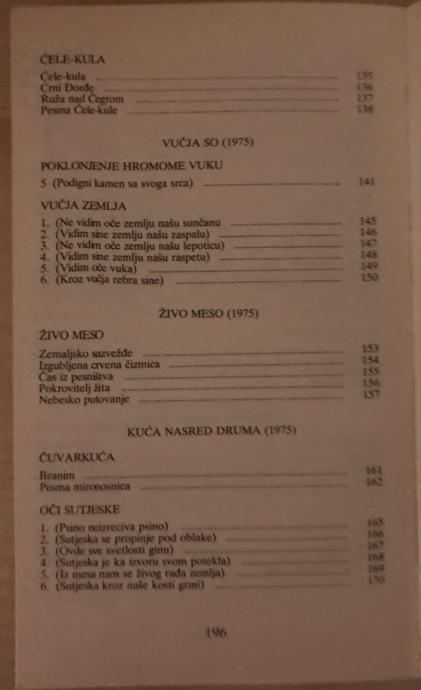 ĆELE-KULA
Ćele-kula ........ 135
Crni Đorđe ........ 136
Ruža nad Čegrom ........ 137
Pesma Ćele-kule ........ 138
VUČJA SO (1975)
POKLONJENJE HROMOME VUKU
5 (Podigni kamen sa svoga srca) ........ 141
VUČJA ZEMLJA
1. (Ne vidim oče zemlju našu sunčanu ........ 145
2. (Vidim sine zemlju našu zaspalu) ........ 146
3. (Ne vidim oče zemlju našu lepoticu) ........ 147
4. (Vidim sine zemlju našu raspetu) ........ 148
5. (Vidim oče vuka) ........ 149
6. (Kroz vučja rebra sine) ........ 150
ŽIVO MESO (1975)
ŽIVO MESO
Zemaljsko sazvežđe ........ 153
Izgubljena crvena čizmica ........ 154
Čas iz pesništva ........ 155
Pokrovitelj žita ........ 156
Nebesko putovanje ........ 157
KUĆA NASRED DRUMA (1975)
ČUVARKUĆA
Branim ........ 161
Pesma mironosnica ........ 162
OČI SUTJESKE
1. (Psino neizreciva psino) ........ 165
2. (Sutjeska se propinje pod oblake) ........ 166
3. (Ovde sve svetlosti ginu) ........ 167
4. (Sutjeska je ka izvoru svom potekla) ........ 168
5. (Iz mesa nam se živog rađa zemlja) ........ 169
6. (Sutjeska kroz naše kosti grmi) ........ 170
196